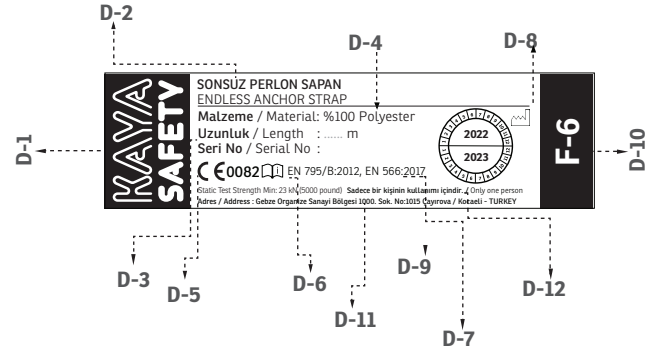 D-2
D-4
D-8
KAYA
SAFETY
SONSUZ PERLON SAPAN
ENDLESS ANCHOR STRAP
Malzeme / Material: %100 Polyester
Uzunluk / Length : ...... m
Seri No / Serial No :
CE0082 EN 795/B:2012, EN 566:2017
Static Test Strength Min: 23 kN (5000 pound) Sadece bir kişinin kullanımı içindir. / Only one person
Adres / Address : Gebze Organize Sanayi Bölgesi 1000. Sok. No:1015 Çayırova / Kocaeli - TURKEY
2022
2023
F-6
D-1
D-10
D-3
D-5
D-6
D-9
D-12
D-11
D-7